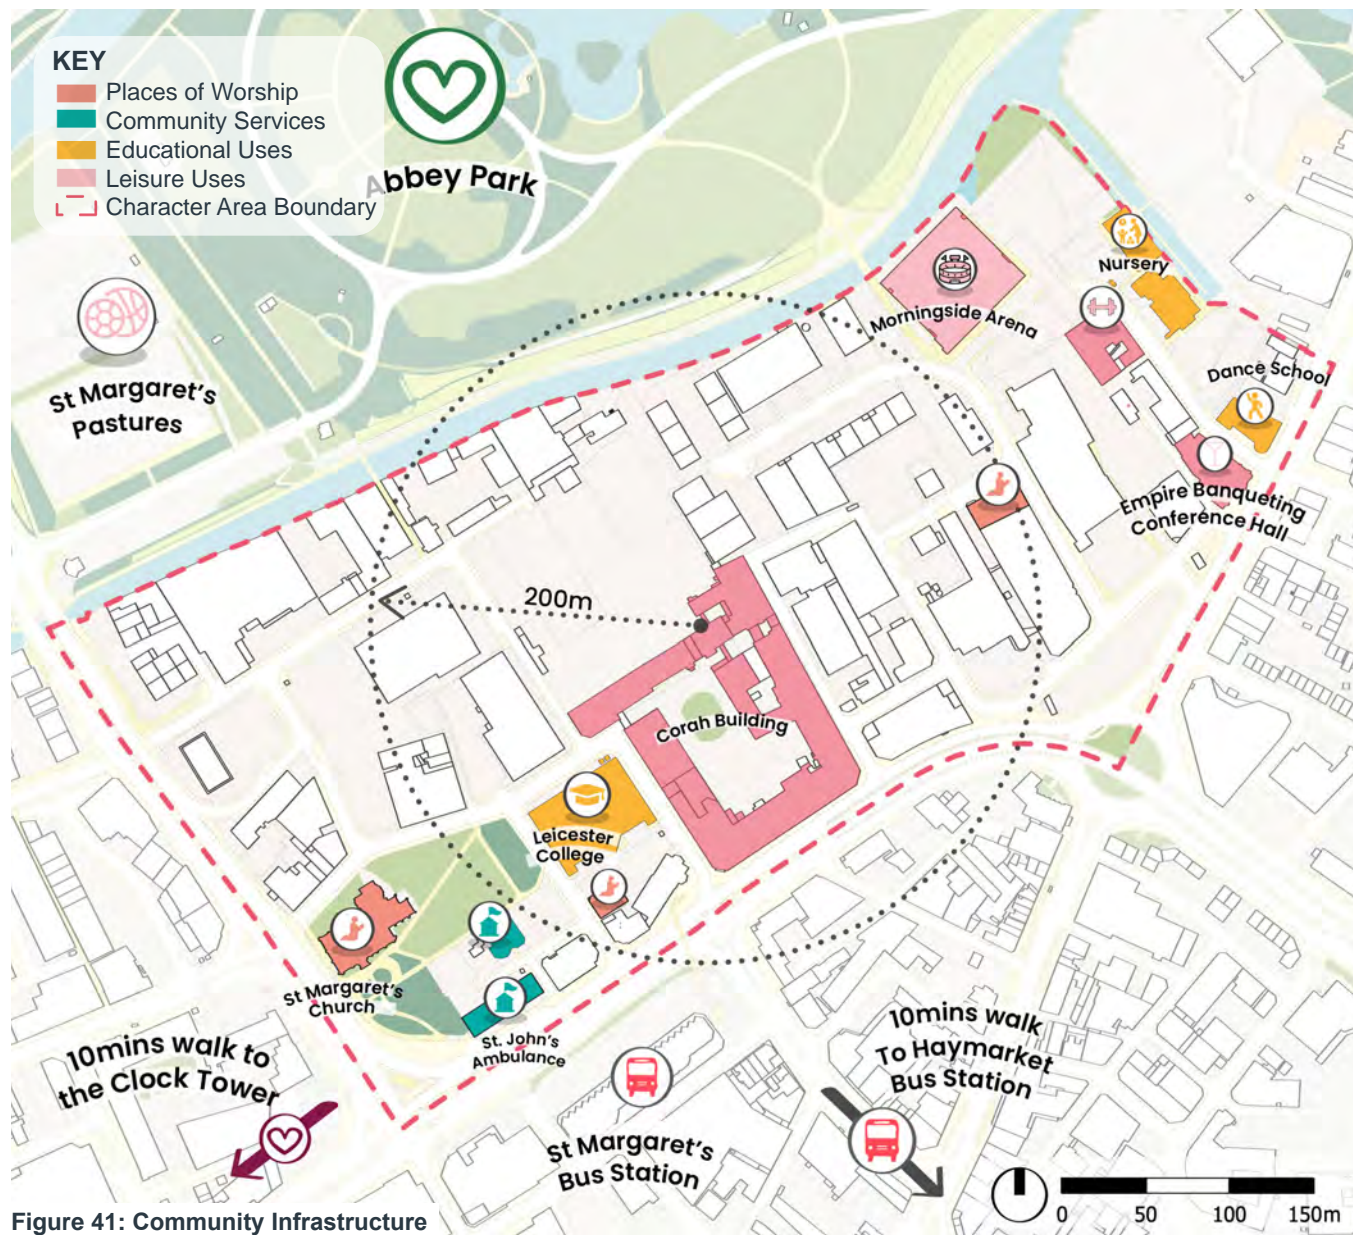 KEY
Places of Worship
Community Services
Educational Uses
Leisure Uses
Character Area Boundary
Abbey Park
St Margaret's
Pastures
Morningside Arena
Nursery
Dance School
Empire Banqueting
Conference Hall
200m
Corah Building
Leicester
College
St Margaret's
Church
St. John's
Ambulance
10mins walk to
the Clock Tower
St Margaret's
Bus Station
10mins walk
To Haymarket
Bus Station
0 50 100 150m
Figure 41: Community Infrastructure